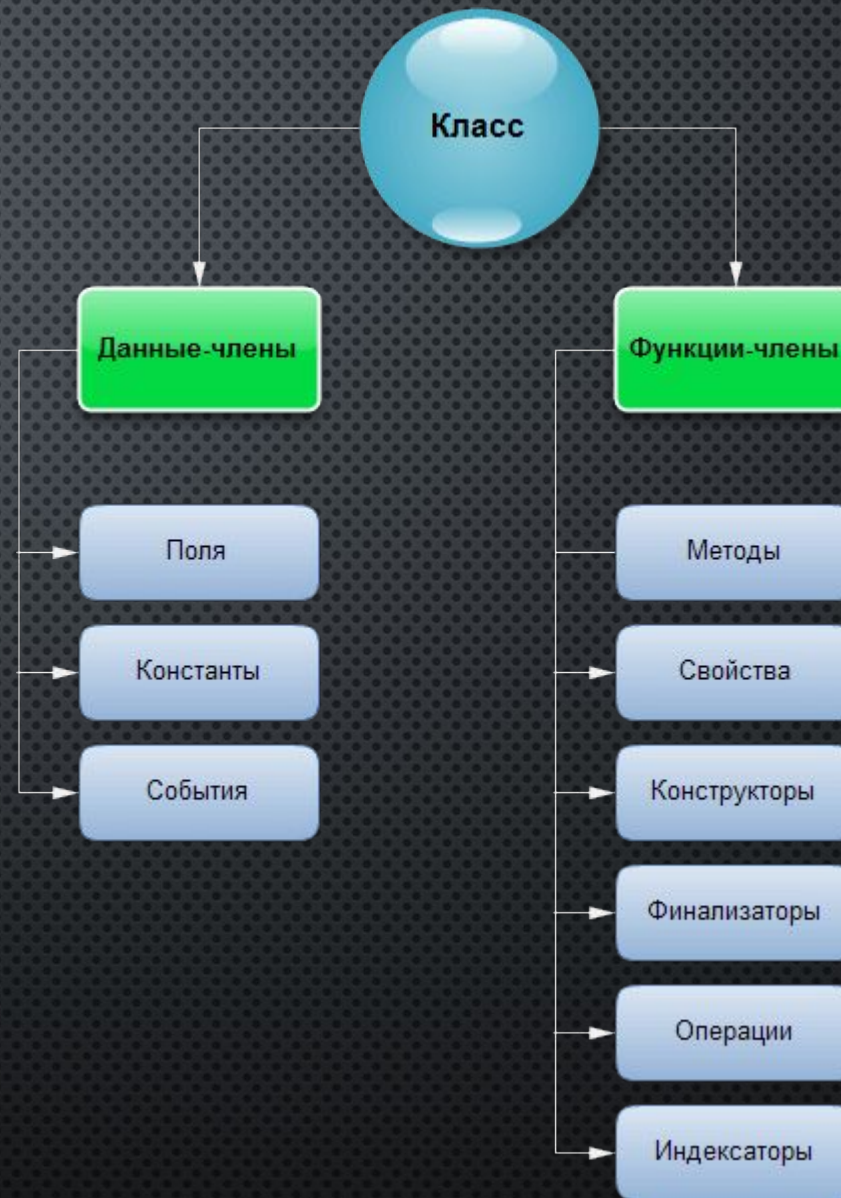 Класс
Данные-члены
Поля
Константы
События
Функции-члены
Методы
Свойства
Конструкторы
Финализаторы
Операции
Индексаторы